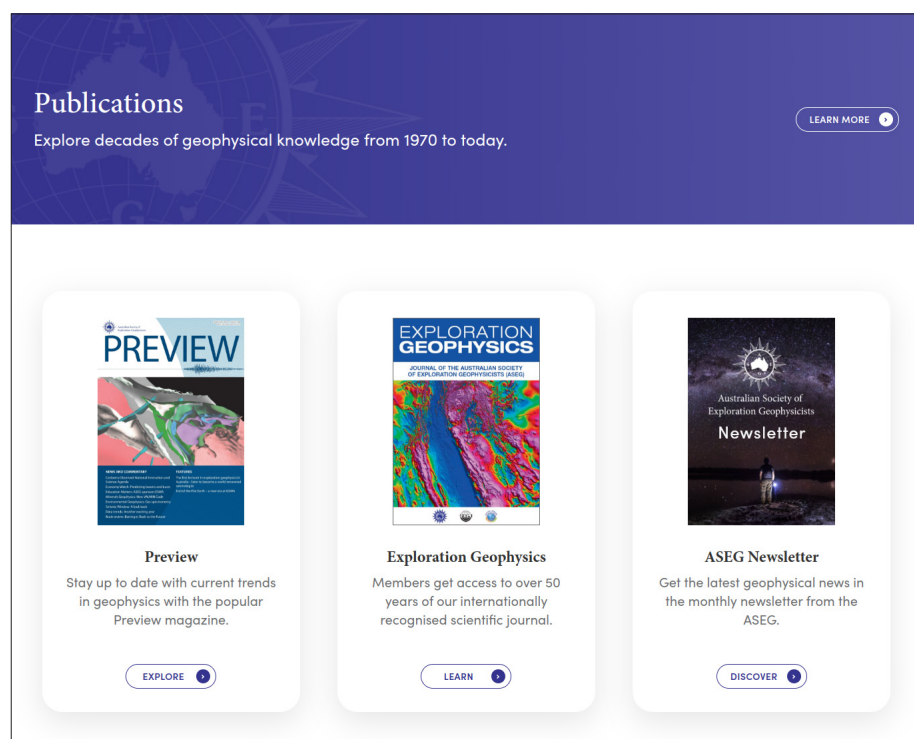 Publications
Explore decades of geophysical knowledge from 1970 to today.
LEARN MORE
PREVIEW
NEWS AND COMMENTARY
FEATURES
EXPLORATION
GEOPHYSICS
JOURNAL OF THE AUSTRALIAN SOCIETY
OF EXPLORATION GEOPHYSICISTS (ASEG)
Australian Society of
Exploration Geophysicists
Newsletter
Preview
Stay up to date with current trends
in geophysics with the popular
Preview magazine.
EXPLORE
Exploration Geophysics
Members get access to over 50
years of our internationally
recognised scientific journal.
LEARN
ASEG Newsletter
Get the latest geophysical news in
the monthly newsletter from the
ASEG.
DISCOVER